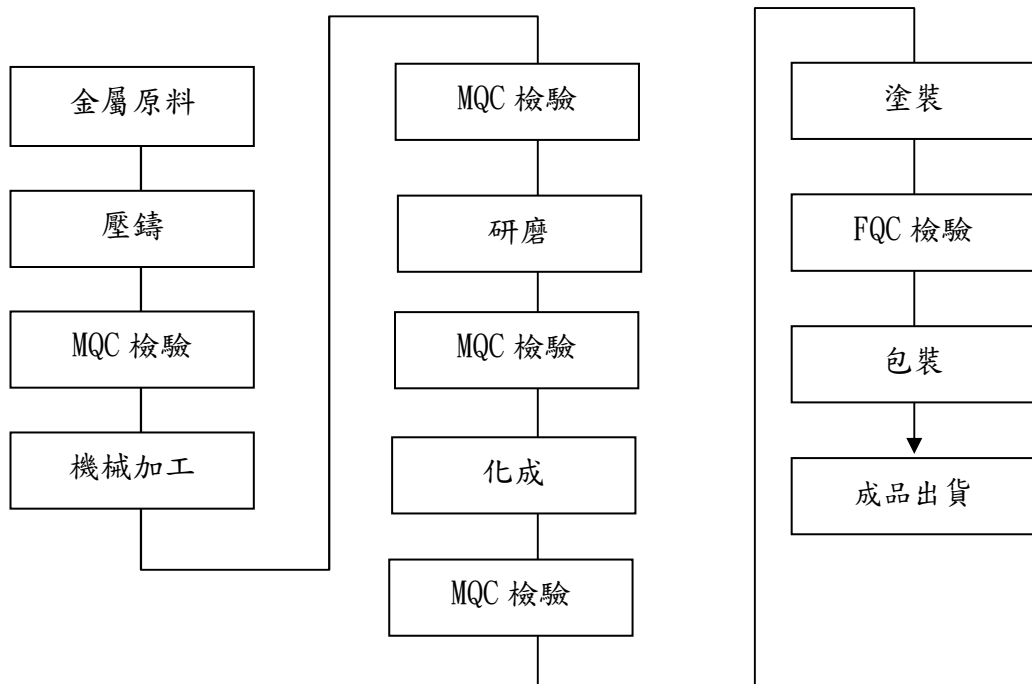 金屬原料
壓鑄
MQC 檢驗
機械加工
MQC 檢驗
研磨
MQC 檢驗
化成
MQC 檢驗
塗裝
FQC 檢驗
包裝
成品出貨